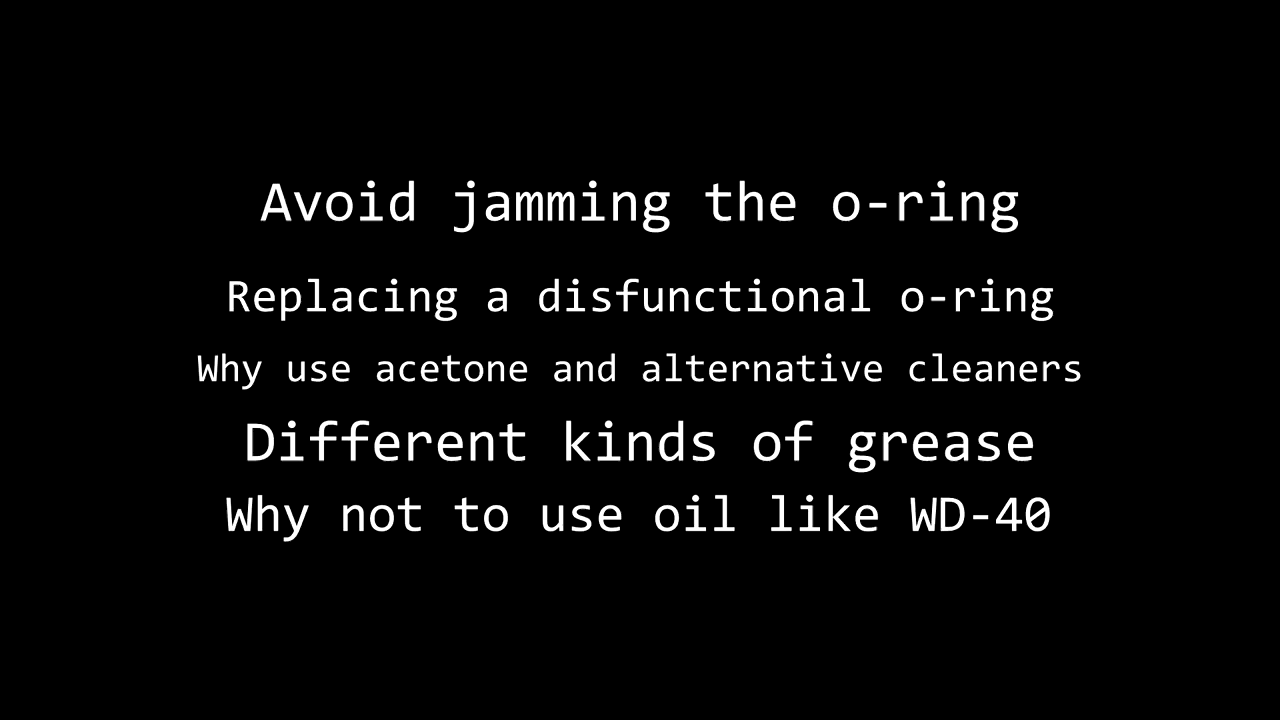 Avoid jamming the o-ring
Replacing a disfunctional o-ring
Why use acetone and alternative cleaners
Different kinds of grease
Why not to use oil like WD-40